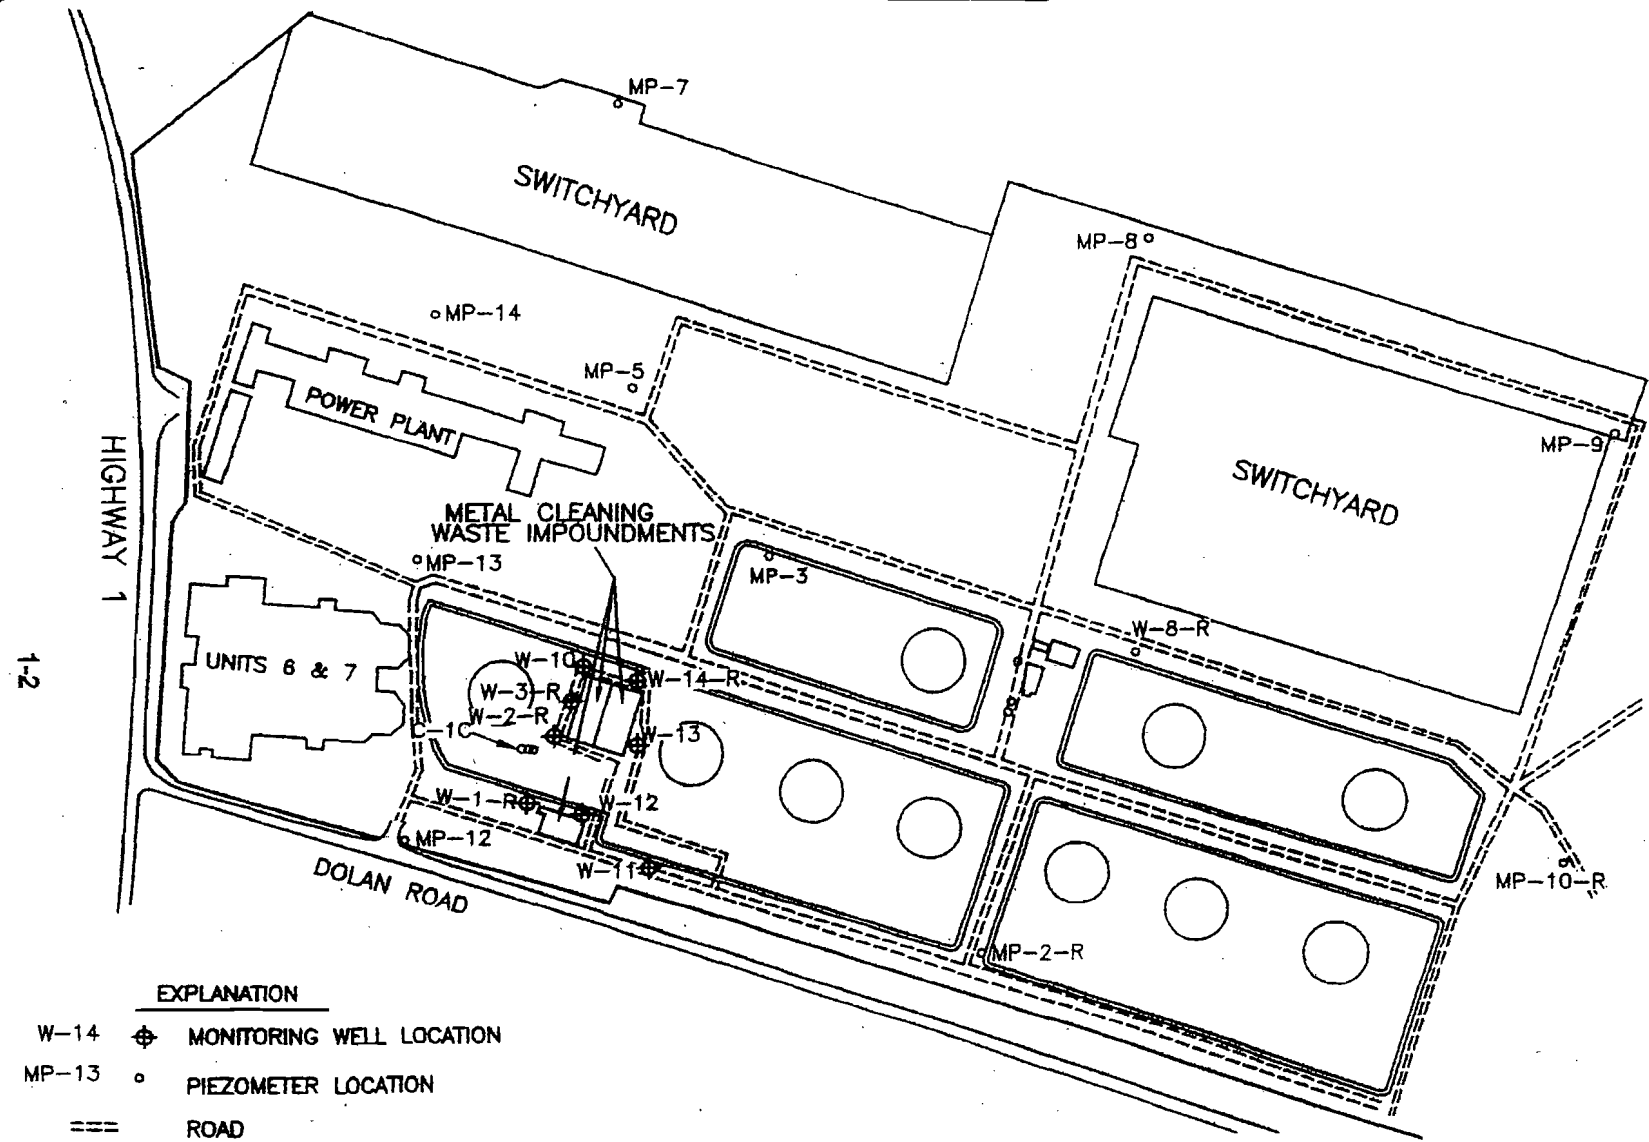 MP-7
SWITCHYARD
MP-8
MP-14
MP-5
POWER PLANT
MP-9
SWITCHYARD
HIGHWAY 1
METAL CLEANING
WASTE IMPOUNDMENTS
MP-13
MP-3
W-8-R
1-2
UNITS 6 & 7
W-10
W-14-R
W-3-R
W-2-R
W-13
W-1-R
W-12
MP-12
W-11
MP-10-R
DOLAN ROAD
MP-2-R
EXPLANATION
W-14 MONITORING WELL LOCATION
MP-13 PIEZOMETER LOCATION
=== ROAD